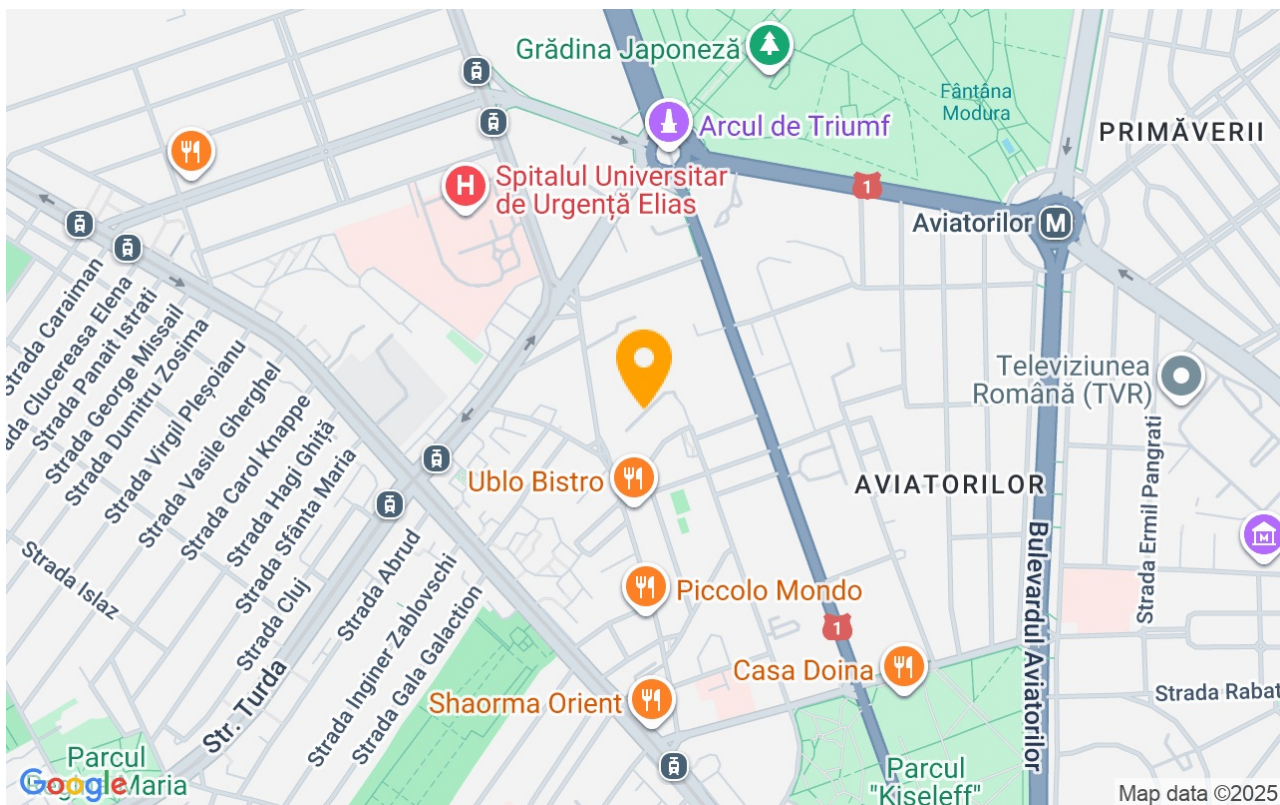 Grădina Japoneză
Fântâna
Modura
PRIMĂVERII
Arcul de Triumf
H
Spitalul Universitar
de Urgență Elias
1
Aviatorilor M
Strada Caraiman
Strada Clucereasa Elena
Strada Panait Istrati
Strada George Missail
Strada Dumitru Zosima
Strada Virgil Pleșoianu
Strada Vasile Gherghel
Strada Carol Knappe
Strada Hagi Ghiță
Strada Sfânta Maria
Strada Cluj
Strada Islaz
Str. Turda
Strada Abrud
Strada Inginer Zablovschi
Strada Gala Galaction
Televiziunea
Română (TVR)
Ublo Bistro
AVIATORILOR
Strada Ermil Pangrati
M
Bulevardul Aviatorilor
Piccolo Mondo
1
Casa Doina
Shaorma Orient
Strada Rabat
Parcul
Maria
Google
Parcul
"Kiseleff"
Map data ©2025